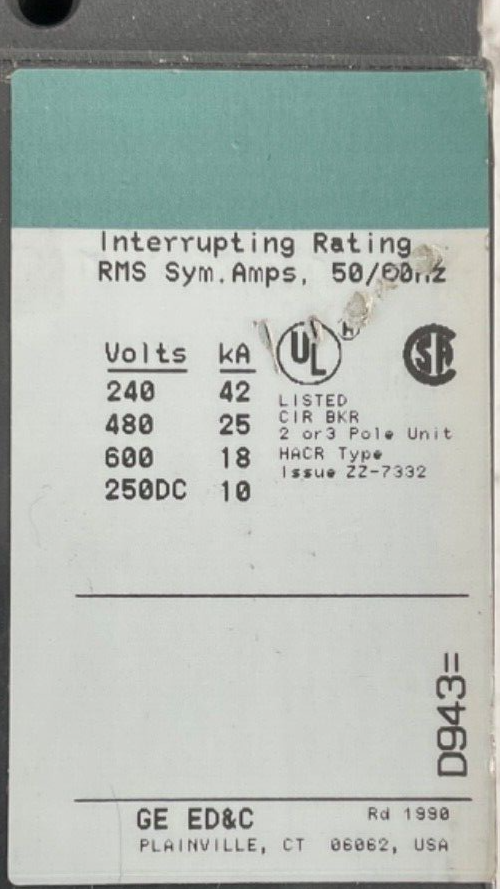 Interrupting Rating
RMS Sym.Amps, 50/60Hz
Volts kA
240 42
480 25
600 18
250DC 10
UL ®
SA
LISTED
CIR BKR
2 or3 Pole Unit
HACR Type
Issue ZZ-7332
D943=
GE ED&C Rd 1990
PLAINVILLE, CT 06062, USA